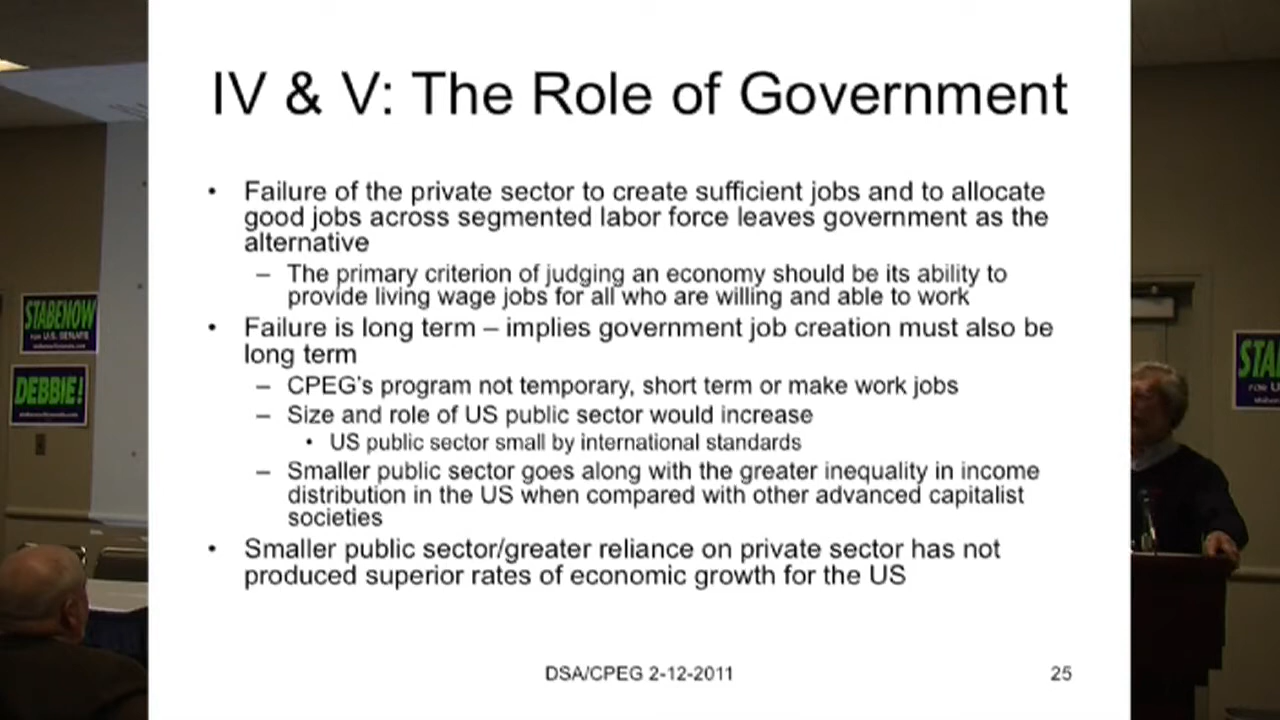 IV & V: The Role of Government
• Failure of the private sector to create sufficient jobs and to allocate
good jobs across segmented labor force leaves government as the
alternative
– The primary criterion of judging an economy should be its ability to
provide living wage jobs for all who are willing and able to work
• Failure is long term – implies government job creation must also be
long term
– CPEG's program not temporary, short term or make work jobs
– Size and role of US public sector would increase
• US public sector small by international standards
– Smaller public sector goes along with the greater inequality in income
distribution in the US when compared with other advanced capitalist
societies
• Smaller public sector/greater reliance on private sector has not
produced superior rates of economic growth for the US
DSA/CPEG 2-12-2011
25
STABENOW
FOR U.S. SENATE
DEBBIE!
STA